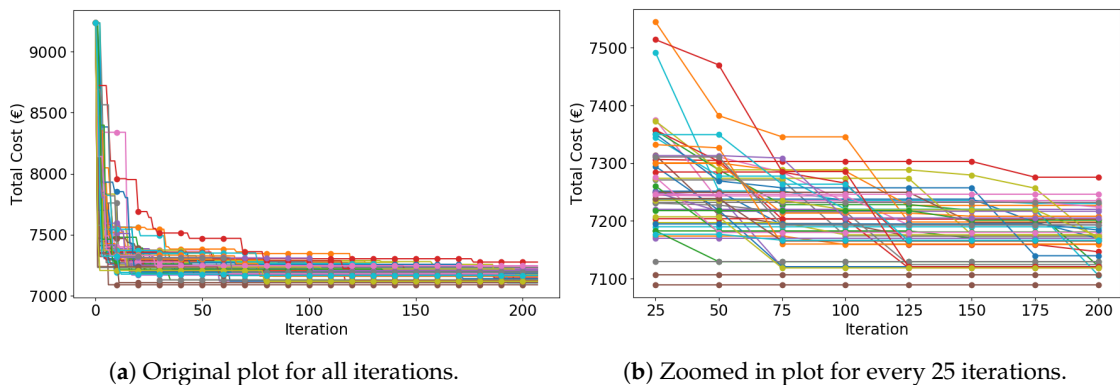 9000
8500
8000
7500
7000
Total Cost (€)
0 50 100 150 200
Iteration
(a) Original plot for all iterations.
7500
7400
7300
7200
7100
Total Cost (€)
25 50 75 100 125 150 175 200
Iteration
(b) Zoomed in plot for every 25 iterations.